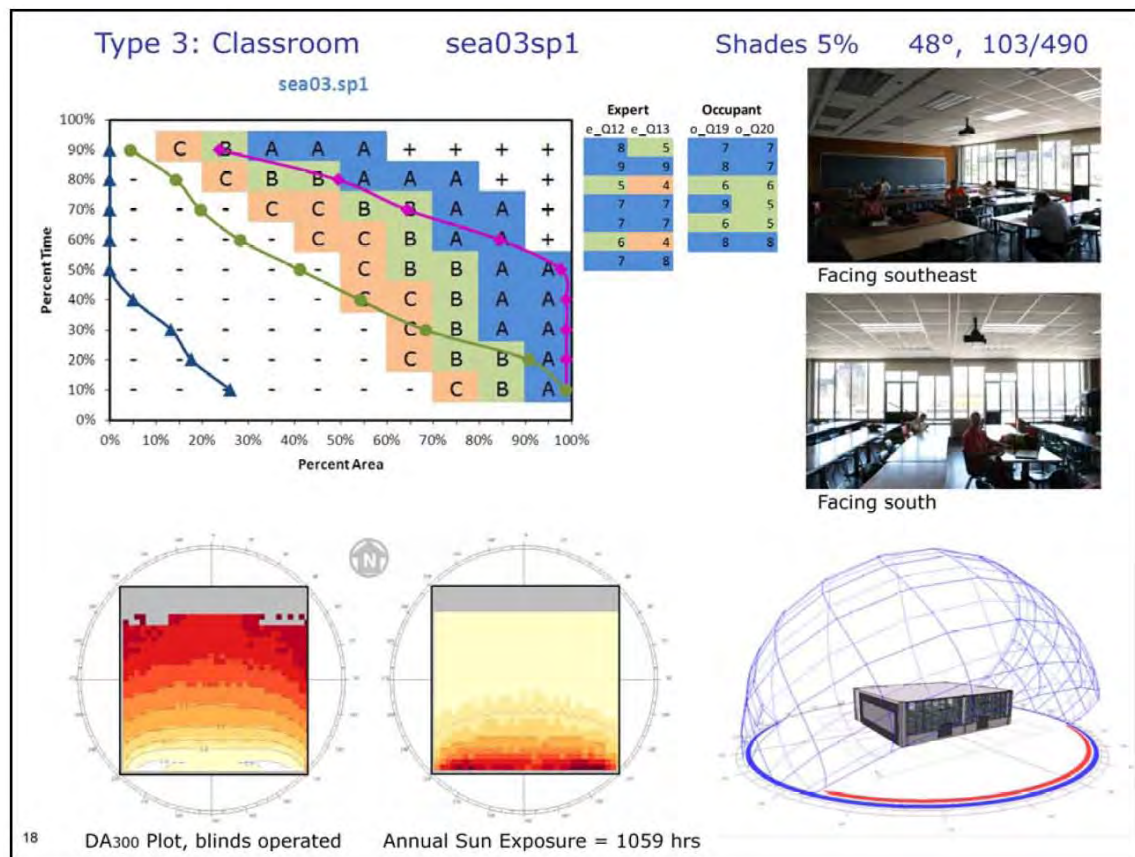 Type 3: Classroom sea03sp1 Shades 5% 48°, 103/490
sea03.sp1
Percent Time
100%
90% C B A A A + + + +
80% - C B B A A A + +
70% - - - C C B B A A +
60% - - - - C C B A A +
50% - - - - C B B A A
40% - - - - C C B A A
30% - - - - - - C B A A
20% - - - - - C B B A
10% - - - - - - C B A
0%
0% 10% 20% 30% 40% 50% 60% 70% 80% 90% 100%
Percent Area
Expert Occupant
e_Q12 e_Q13 o_Q19 o_Q20
8 5 7 7
9 9 8 7
5 4 6 6
7 7 9 5
7 7 6 5
6 4 8 8
7 8
Facing southeast
Facing south
N
DA300 Plot, blinds operated
Annual Sun Exposure = 1059 hrs
18